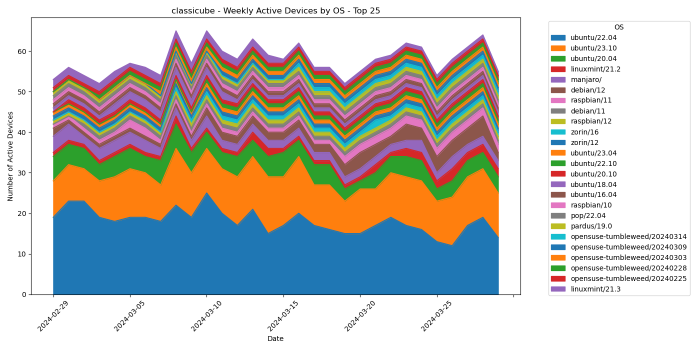 classicube - Weekly Active Devices by OS - Top 25
Number of Active Devices
60
50
40
30
20
10
0
2024-02-29
2024-03-05
2024-03-10
2024-03-15
2024-03-20
2024-03-25
Date
OS
ubuntu/22.04
ubuntu/23.10
ubuntu/20.04
linuxmint/21.2
manjaro/
debian/12
raspbian/11
debian/11
raspbian/12
zorin/16
zorin/12
ubuntu/23.04
ubuntu/22.10
ubuntu/20.10
ubuntu/18.04
ubuntu/16.04
raspbian/10
pop/22.04
pardus/19.0
opensuse-tumbleweed/20240314
opensuse-tumbleweed/20240309
opensuse-tumbleweed/20240303
opensuse-tumbleweed/20240228
opensuse-tumbleweed/20240225
linuxmint/21.3